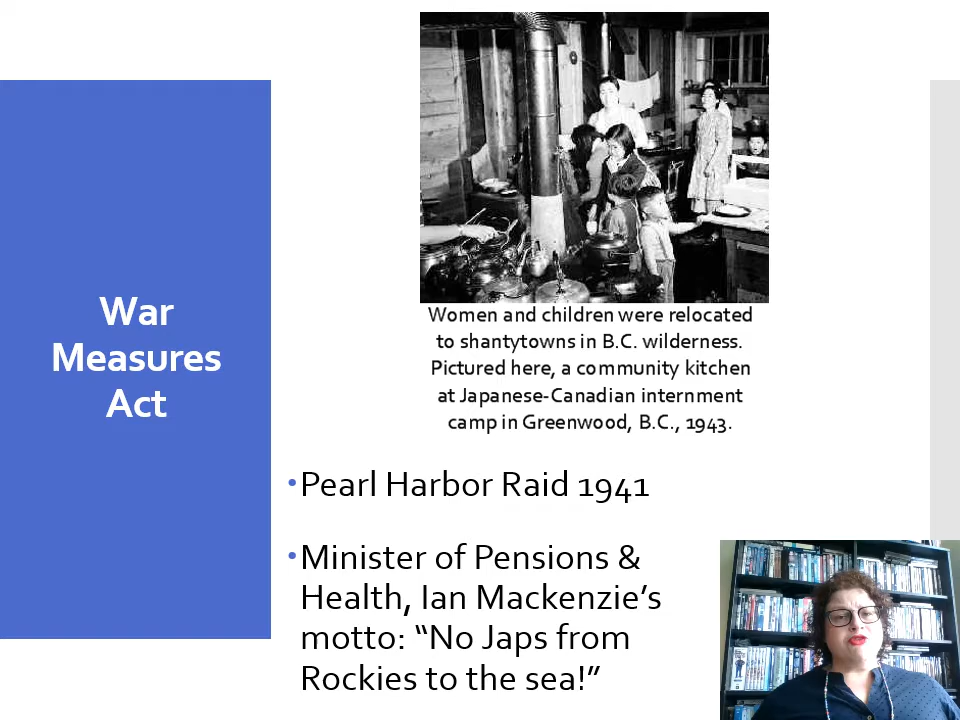 War
Measures
Act
Women and children were relocated
to shantytowns in B.C. wilderness.
Pictured here, a community kitchen
at Japanese-Canadian internment
camp in Greenwood, B.C., 1943.
•Pearl Harbor Raid 1941
•Minister of Pensions &
Health, Ian Mackenzie’s
motto: “No Japs from
Rockies to the sea!”